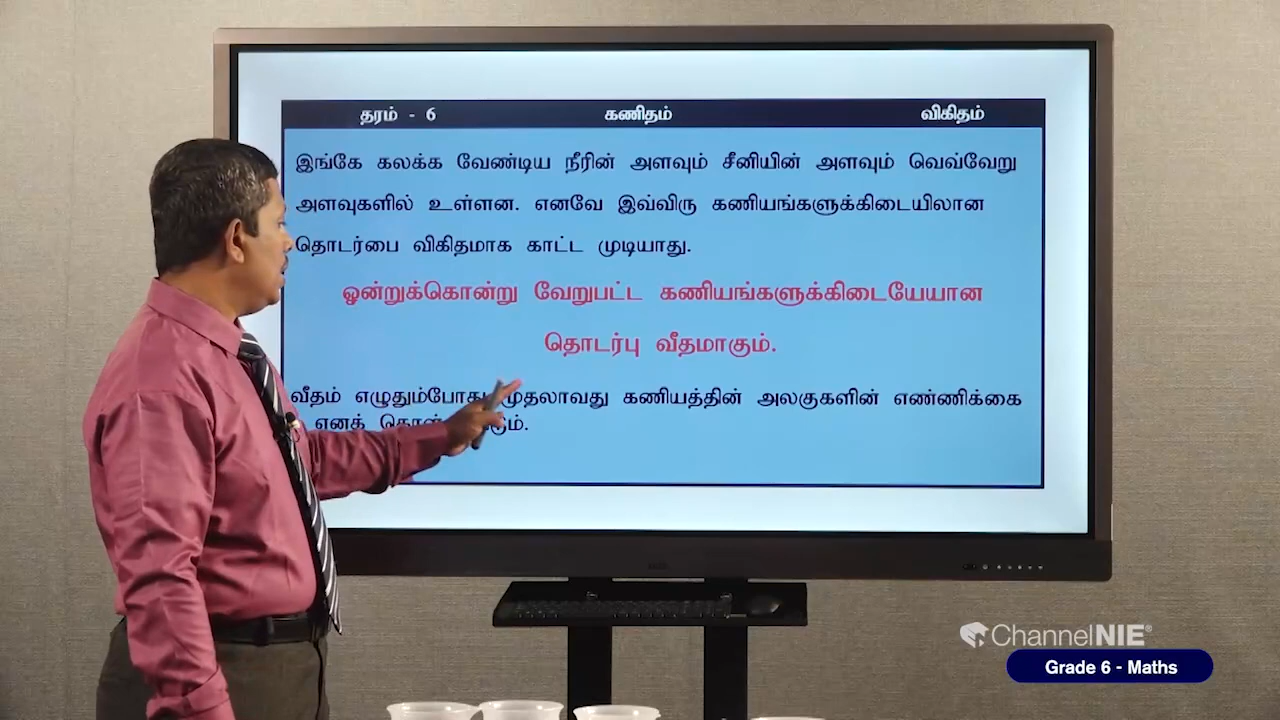 தரம் - 6 கணிதம் விகிதம்
இங்கே கலக்க வேண்டிய நீரின் அளவும் சீனியின் அளவும் வெவ்வேறு
அளவுகளில் உள்ளன. எனவே இவ்விரு கணியங்களுக்கிடையிலான
தொடர்பை விகிதமாக காட்ட முடியாது.
ஒன்றுக்கொன்று வேறுபட்ட கணியங்களுக்கிடையேயான
தொடர்பு வீதமாகும்.
வீதம் எழுதும்போது முதலாவது கணியத்தின் அலகுகளின் எண்ணிக்கை
எனக்
ChannelNIE®
Grade 6 - Maths